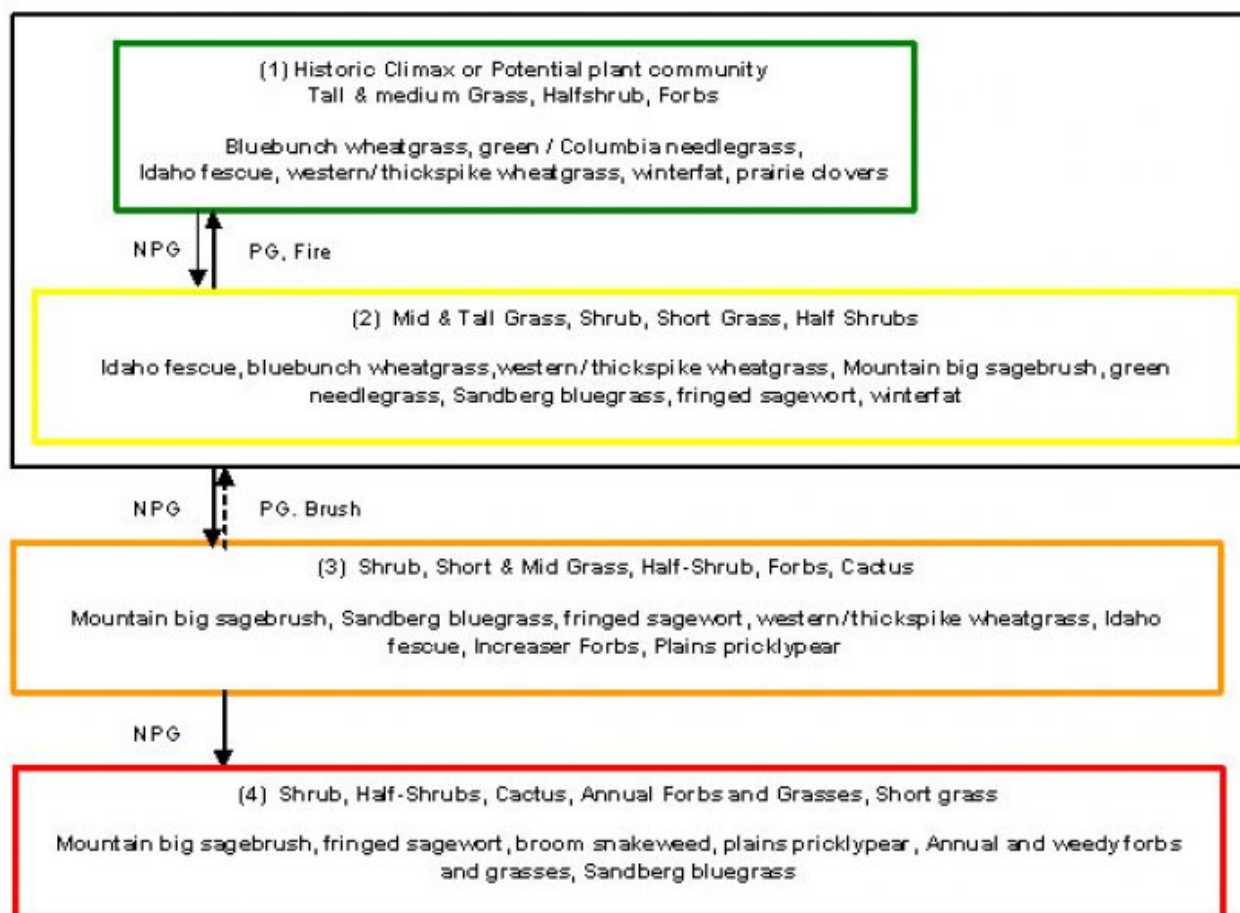 (1) Historic Climax or Potential plant community
Tall & medium Grass, Halfshrub, Forbs
Bluebunch wheatgrass, green / Columbia needlegrass,
Idaho fescue, western/thickspike wheatgrass, winterfat, prairie clovers
NPG
PG, Fire
(2) Mid & Tall Grass, Shrub, Short Grass, Half Shrubs
Idaho fescue, bluebunch wheatgrass,western/thickspike wheatgrass, Mountain big sagebrush, green
needlegrass, Sandberg bluegrass, fringed sagewort, winterfat
NPG
PG. Brush
(3) Shrub, Short & Mid Grass, Half-Shrub, Forbs, Cactus
Mountain big sagebrush, Sandberg bluegrass, fringed sagewort, western/thickspike wheatgrass, Idaho
fescue, Increaser Forbs, Plains pricklypear
NPG
(4) Shrub, Half-Shrubs, Cactus, Annual Forbs and Grasses, Short grass
Mountain big sagebrush, fringed sagewort, broom snakeweed, plains pricklypear, Annual and weedy forbs
and grasses, Sandberg bluegrass